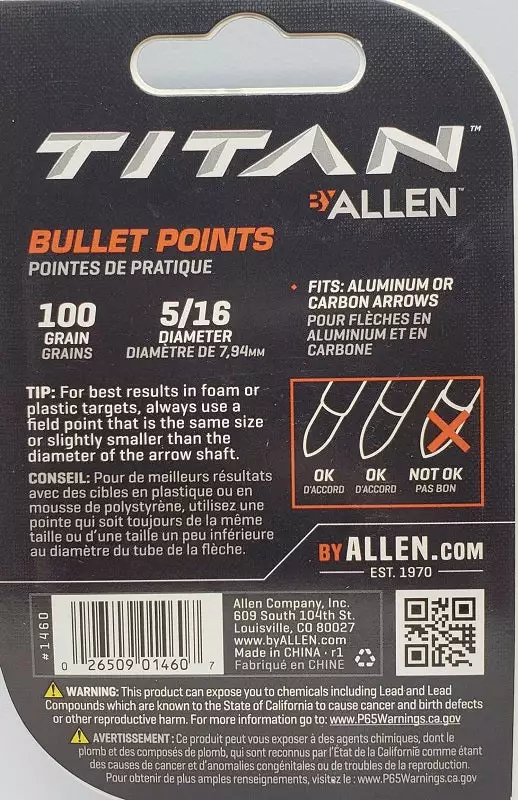 TITAN™
BY ALLEN™
BULLET POINTS
POINTES DE PRATIQUE
100
GRAIN
GRAINS
5/16
DIAMETER
DIAMÈTRE DE 7,94MM
• FITS: ALUMINUM OR
CARBON ARROWS
POUR FLÈCHES EN
ALUMINIUM ET EN
CARBONE
TIP: For best results in foam or
plastic targets, always use a
field point that is the same size
or slightly smaller than the
diameter of the arrow shaft.
CONSEIL: Pour de meilleurs résultats
avec des cibles en plastique ou en
mousse de polystyrène, utilisez une
pointe qui soit toujours de la même
taille ou d'une taille un peu inférieure
au diamètre du tube de la flèche.
OK
D'ACCORD
OK
D'ACCORD
NOT OK
PAS BON
BY ALLEN.COM
EST. 1970
#1460
0 26509 01460 7
Allen Company, Inc.
609 South 104th St.
Louisville, CO 80027
www.byALLEN.com
Made in CHINA · r1
Fabriqué en CHINE
WARNING: This product can expose you to chemicals including Lead and Lead
Compounds which are known to the State of California to cause cancer and birth defects
or other reproductive harm. For more information go to: www.P65Warnings.ca.gov
AVERTISSEMENT: Ce produit peut vous exposer à des agents chimiques, dont le
plomb et des composés de plomb, qui sont reconnus par l'État de la Californie comme étant
des causes de cancer et d'anomalies congénitales ou de troubles de la reproduction.
Pour obtenir de plus amples renseignements, visitez le : www.P65Warnings.ca.gov